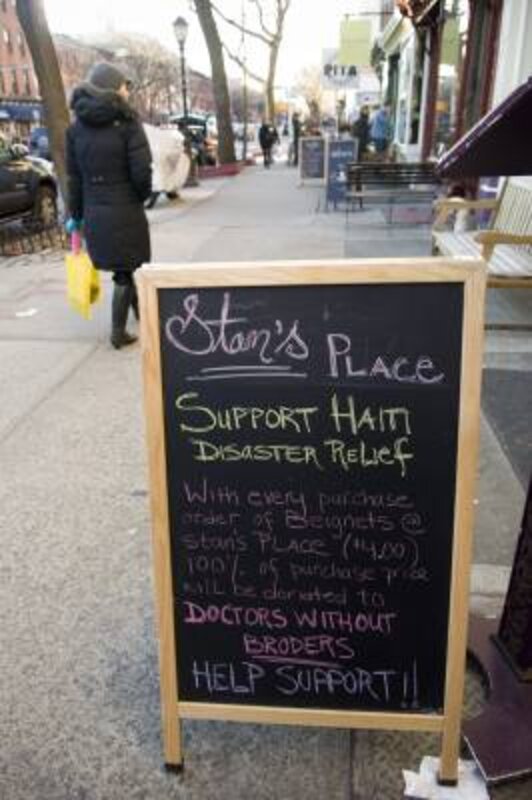 RITA
Stan's PLACE
SUPPORT HAITI
DISASTER RELIEF
With every purchase
order of Beignets @
Stan's PLACE ($4.00)
100% of purchase price
will be donated to
DOCTORS WITHOUT
BRODERS
HELP SUPPORT!!